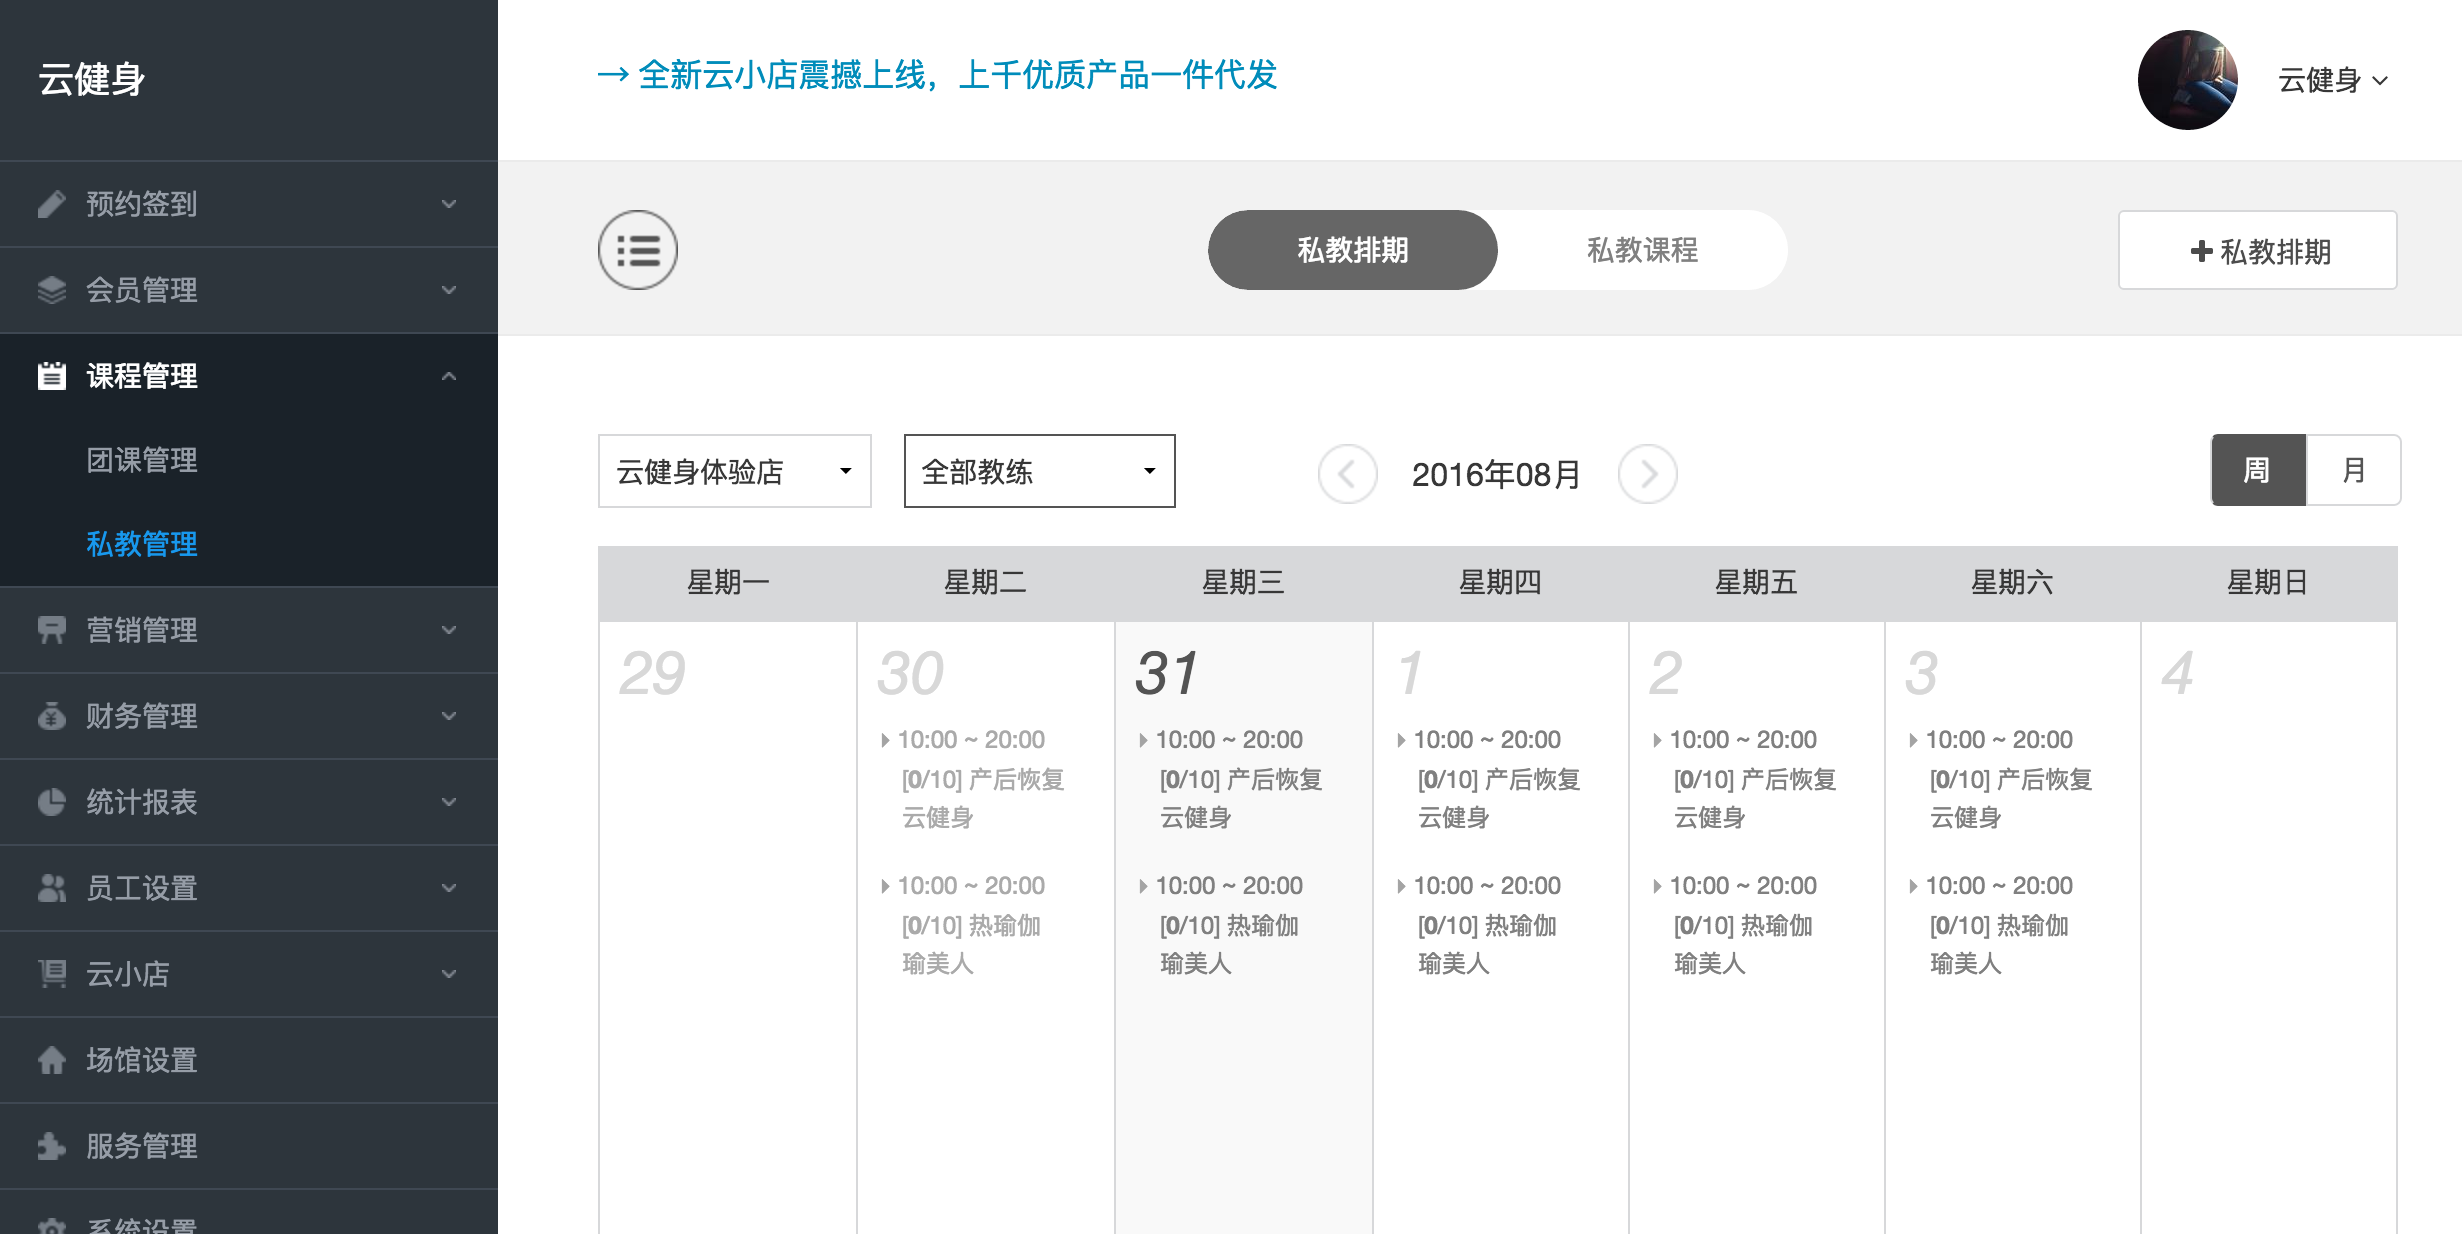 云健身
→ 全新云小店震撼上线，上千优质产品一件代发
云健身
预约签到
会员管理
课程管理
团课管理
私教管理
营销管理
财务管理
统计报表
员工设置
云小店
场馆设置
服务管理
系统设置
私教排期
私教课程
+私教排期
云健身体验店
全部教练
2016年08月
周
月
星期一 星期二 星期三 星期四 星期五 星期六 星期日
29
30
10:00 ~ 20:00
[0/10] 产后恢复
云健身
10:00 ~ 20:00
[0/10] 热瑜伽
瑜美人
31
10:00 ~ 20:00
[0/10] 产后恢复
云健身
10:00 ~ 20:00
[0/10] 热瑜伽
瑜美人
1
10:00 ~ 20:00
[0/10] 产后恢复
云健身
10:00 ~ 20:00
[0/10] 热瑜伽
瑜美人
2
10:00 ~ 20:00
[0/10] 产后恢复
云健身
10:00 ~ 20:00
[0/10] 热瑜伽
瑜美人
3
10:00 ~ 20:00
[0/10] 产后恢复
云健身
10:00 ~ 20:00
[0/10] 热瑜伽
瑜美人
4